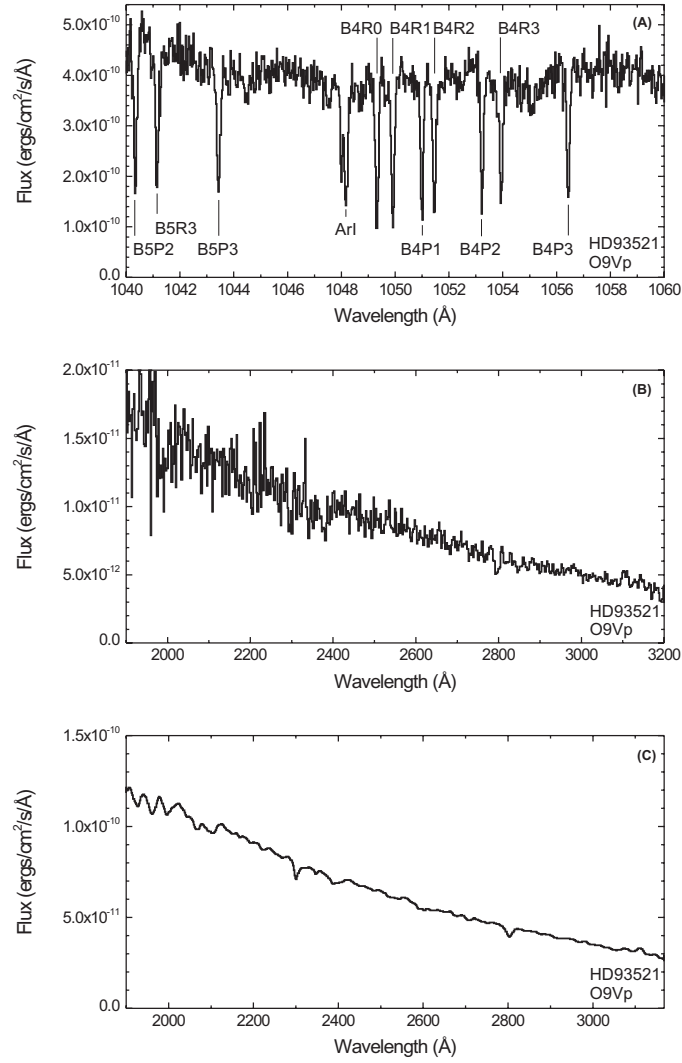 5.0x10-10
4.0x10-10
3.0x10-10
2.0x10-10
1.0x10-10
0.0
Flux (ergs/cm2/s/Å)
(A)
B4R0 B4R1 B4R2 B4R3
B5P2 B5R3 B5P3 ArI B4P1 B4P2 B4P3
HD93521
O9Vp
1040 1042 1044 1046 1048 1050 1052 1054 1056 1058 1060
Wavelength (Å)
2.0x10-11
1.5x10-11
1.0x10-11
5.0x10-12
0.0
Flux (ergs/cm2/s/Å)
(B)
HD93521
O9Vp
2000 2200 2400 2600 2800 3000 3200
Wavelength (Å)
1.5x10-10
1.0x10-10
5.0x10-11
0.0
Flux (ergs/cm2/s/Å)
(C)
HD93521
O9Vp
2000 2200 2400 2600 2800 3000
Wavelength (Å)